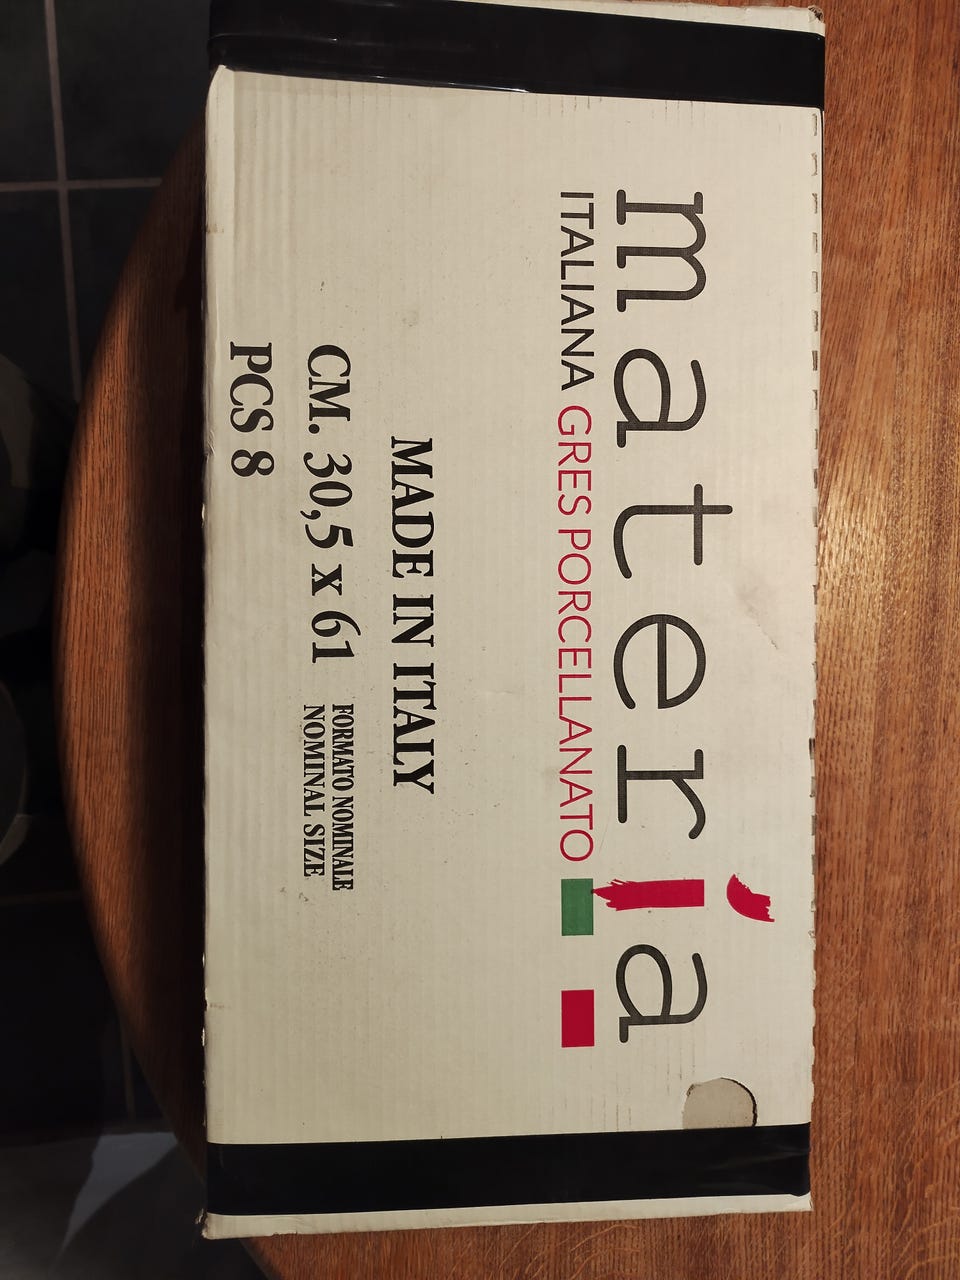 materia
ITALIANA GRES PORCELLANATO
MADE IN ITALY
CM. 30,5 x 61 FORMATO NOMINALE
NOMINAL SIZE
PCS 8